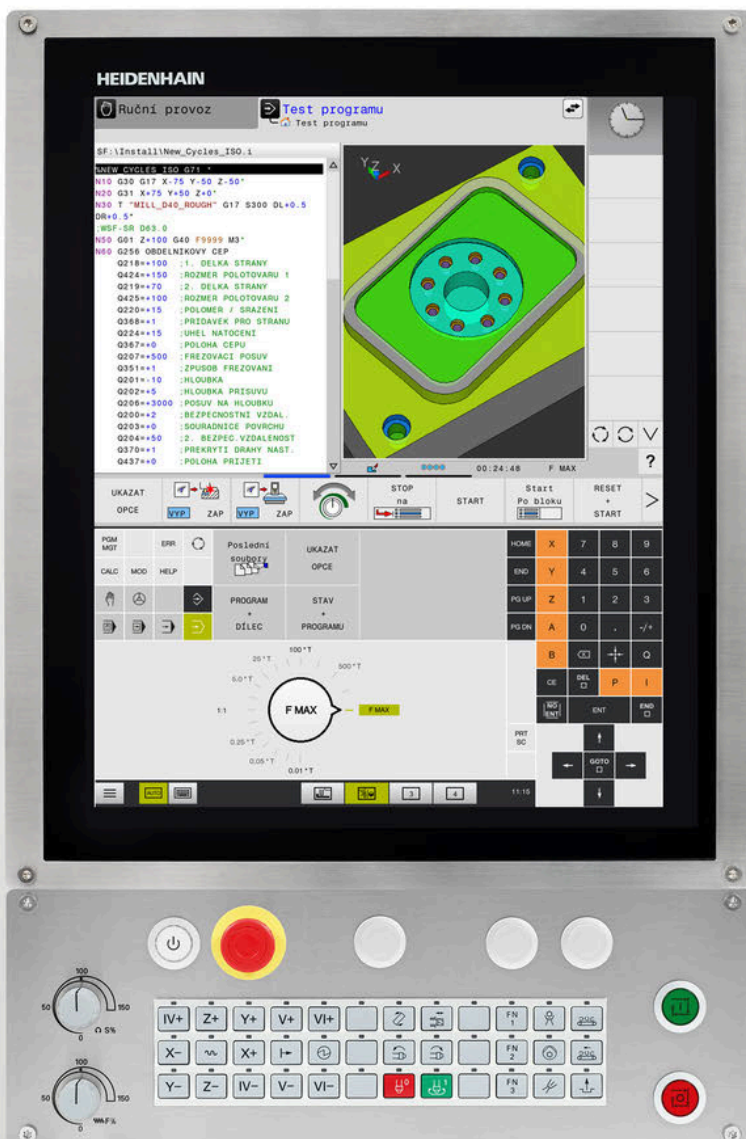 HEIDENHAIN
Ruční provoz
Test programu
Test programu
SF:\Install\New_Cycles_ISO.i
%NEW_CYCLES_ISO G71 *
N10 G30 G17 X-75 Y-50 Z-50*
N20 G31 X+75 Y+50 Z+0*
N30 T "MILL_D40_ROUGH" G17 S300 DL+0.5
DR+0.5*
;WSF-SR D63.0
N50 G01 Z+100 G40 F9999 M3*
N60 G256 OBDELNIKOVY CEP
Q218=+100 ;1. DELKA STRANY
Q424=+150 ;ROZMER POLOTOVARU 1
Q219=+70 ;2. DELKA STRANY
Q425=+100 ;ROZMER POLOTOVARU 2
Q220=+15 ;POLOMER / SRAZENI
Q368=+1 ;PRIDAVEK PRO STRANU
Q224=+15 ;UHEL NATOCENI
Q367=+0 ;POLOHA CEPU
Q207=+500 ;FREZOVACI POSUV
Q351=+1 ;ZPUSOB FREZOVANI
Q201=-10 ;HLOUBKA
Q202=+5 ;HLOUBKA PRISUVU
Q206=+3000 ;POSUV NA HLOUBKU
Q200=+2 ;BEZPECNOSTNI VZDAL.
Q203=+0 ;SOURADNICE POVRCHU
Q204=+50 ;2. BEZPEC.VZDALENOST
Q370=+1 ;PREKRYTI DRAHY NAST.
Q437=+0 ;POLOHA PRIJETI
Y Z X
?
00:24:48 F MAX
UKAZAT
OPCE
VYP ZAP
VYP ZAP
STOP
na
START
Start
Po bloku
RESET
+
START
PGM
MGT
ERR
CALC MOD HELP
Poslední
soubory
UKAZAT
OPCE
PROGRAM
+
DÍLEC
STAV
+
PROGRAMU
HOME X 7 8 9
END Y 4 5 6
PG UP Z 1 2 3
PG DN A 0 . -/+
B Q
CE DEL P I
NO
ENT
ENT
END
PRT
SC
GOTO
100*T
25*T
500*T
5.0*T
1:1
F MAX
F MAX
0.25*T
0.05*T
0.01*T
AUTO
3 4
11:15
100
50 150
0
S%
100
50 150
0
F%
IV+ Z+ Y+ V+ VI+ FN 1
X- X+ FN 2
Y- Z- IV- V- VI- 0 1 FN 3